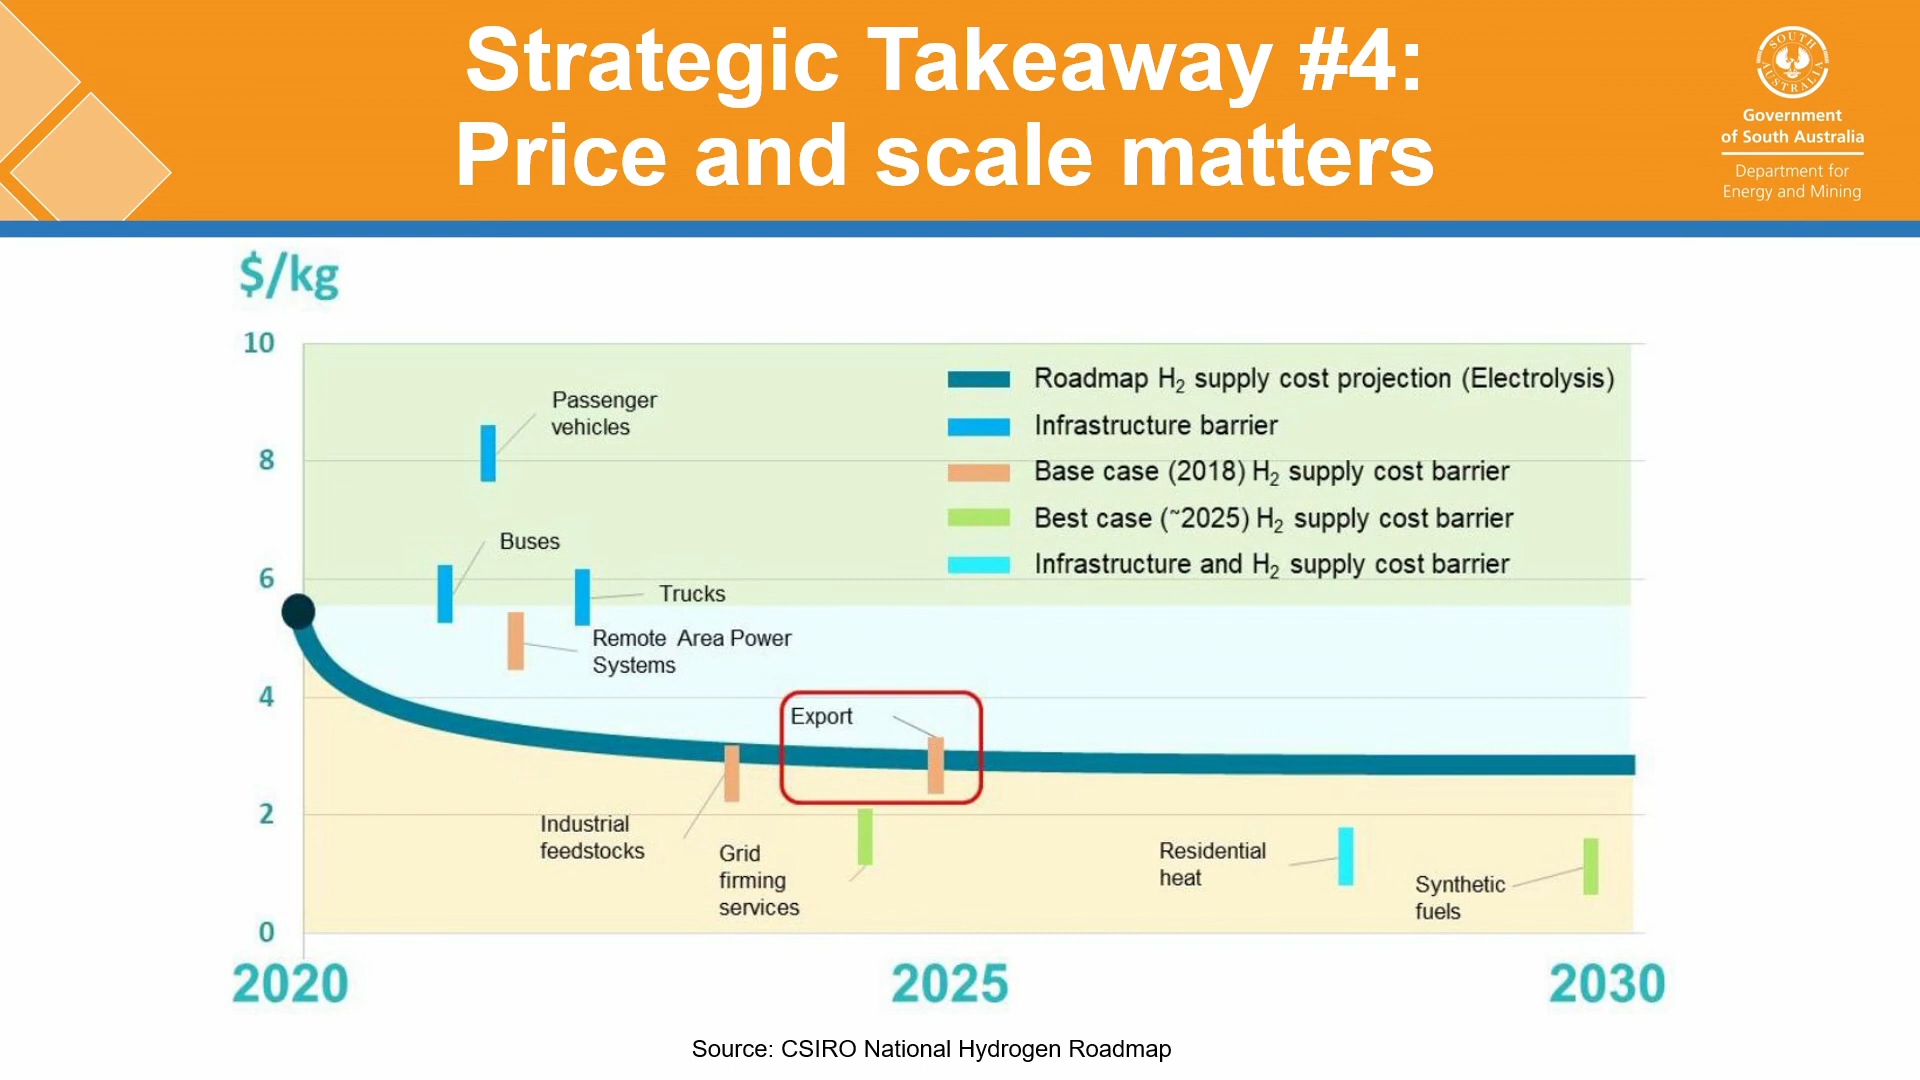 Strategic Takeaway #4:
Price and scale matters
SOUTH AUSTRALIA
Government
of South Australia
Department for
Energy and Mining
$/kg
10
8
6
4
2
0
Passenger
vehicles
Buses
Trucks
Remote Area Power
Systems
Export
Industrial
feedstocks
Grid
firming
services
Residential
heat
Synthetic
fuels
Roadmap H₂ supply cost projection (Electrolysis)
Infrastructure barrier
Base case (2018) H₂ supply cost barrier
Best case (~2025) H₂ supply cost barrier
Infrastructure and H₂ supply cost barrier
2020
2025
2030
Source: CSIRO National Hydrogen Roadmap